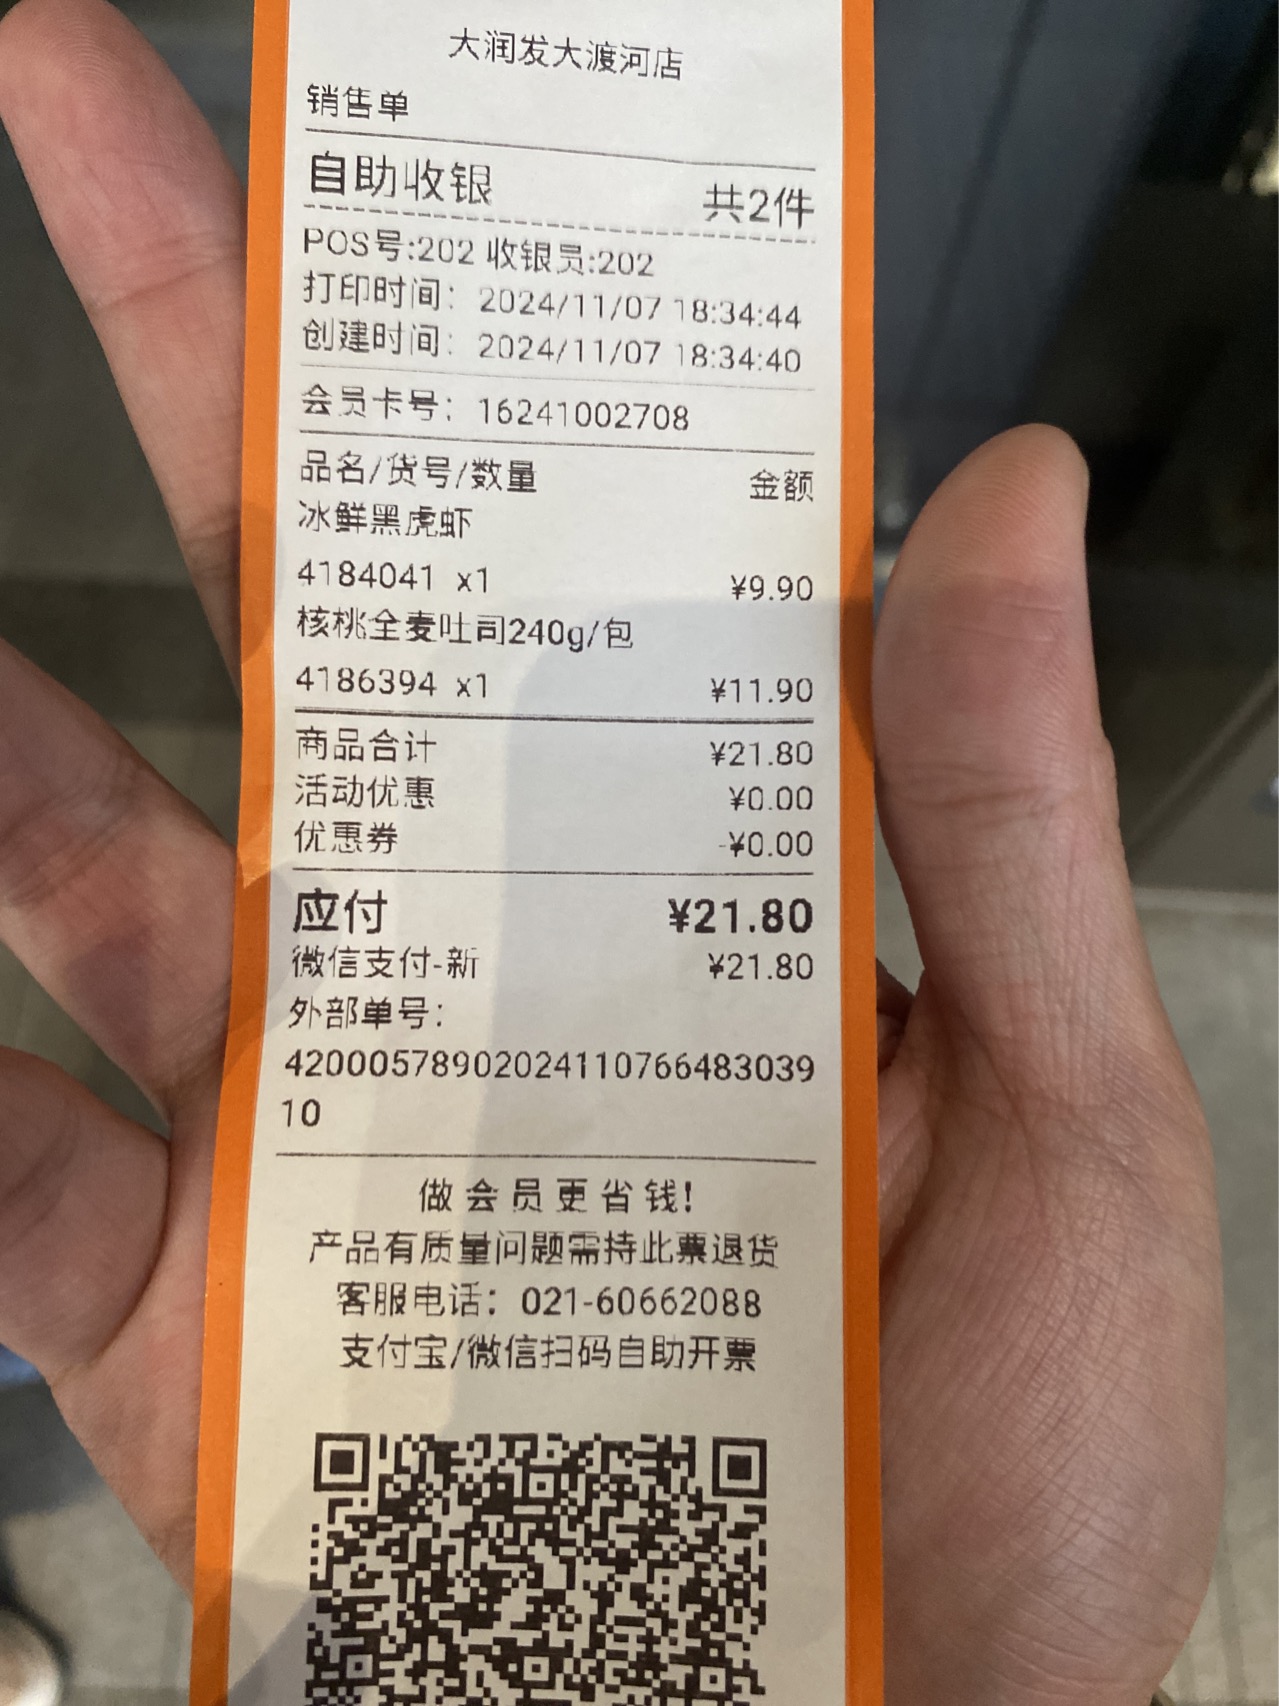 大润发大渡河店
销售单
自助收银 共2件
POS号:202 收银员:202
打印时间： 2024/11/07 18:34:44
创建时间： 2024/11/07 18:34:40
会员卡号： 16241002708
品名/货号/数量 金额
冰鲜黑虎虾
4184041 x1 ¥9.90
核桃全麦吐司240g/包
4186394 x1 ¥11.90
商品合计 ¥21.80
活动优惠 ¥0.00
优惠券 -¥0.00
应付 ¥21.80
微信支付-新 ¥21.80
外部单号：
42000578902024110766483039
10
做会员更省钱!
产品有质量问题需持此票退货
客服电话： 021-60662088
支付宝/微信扫码自助开票